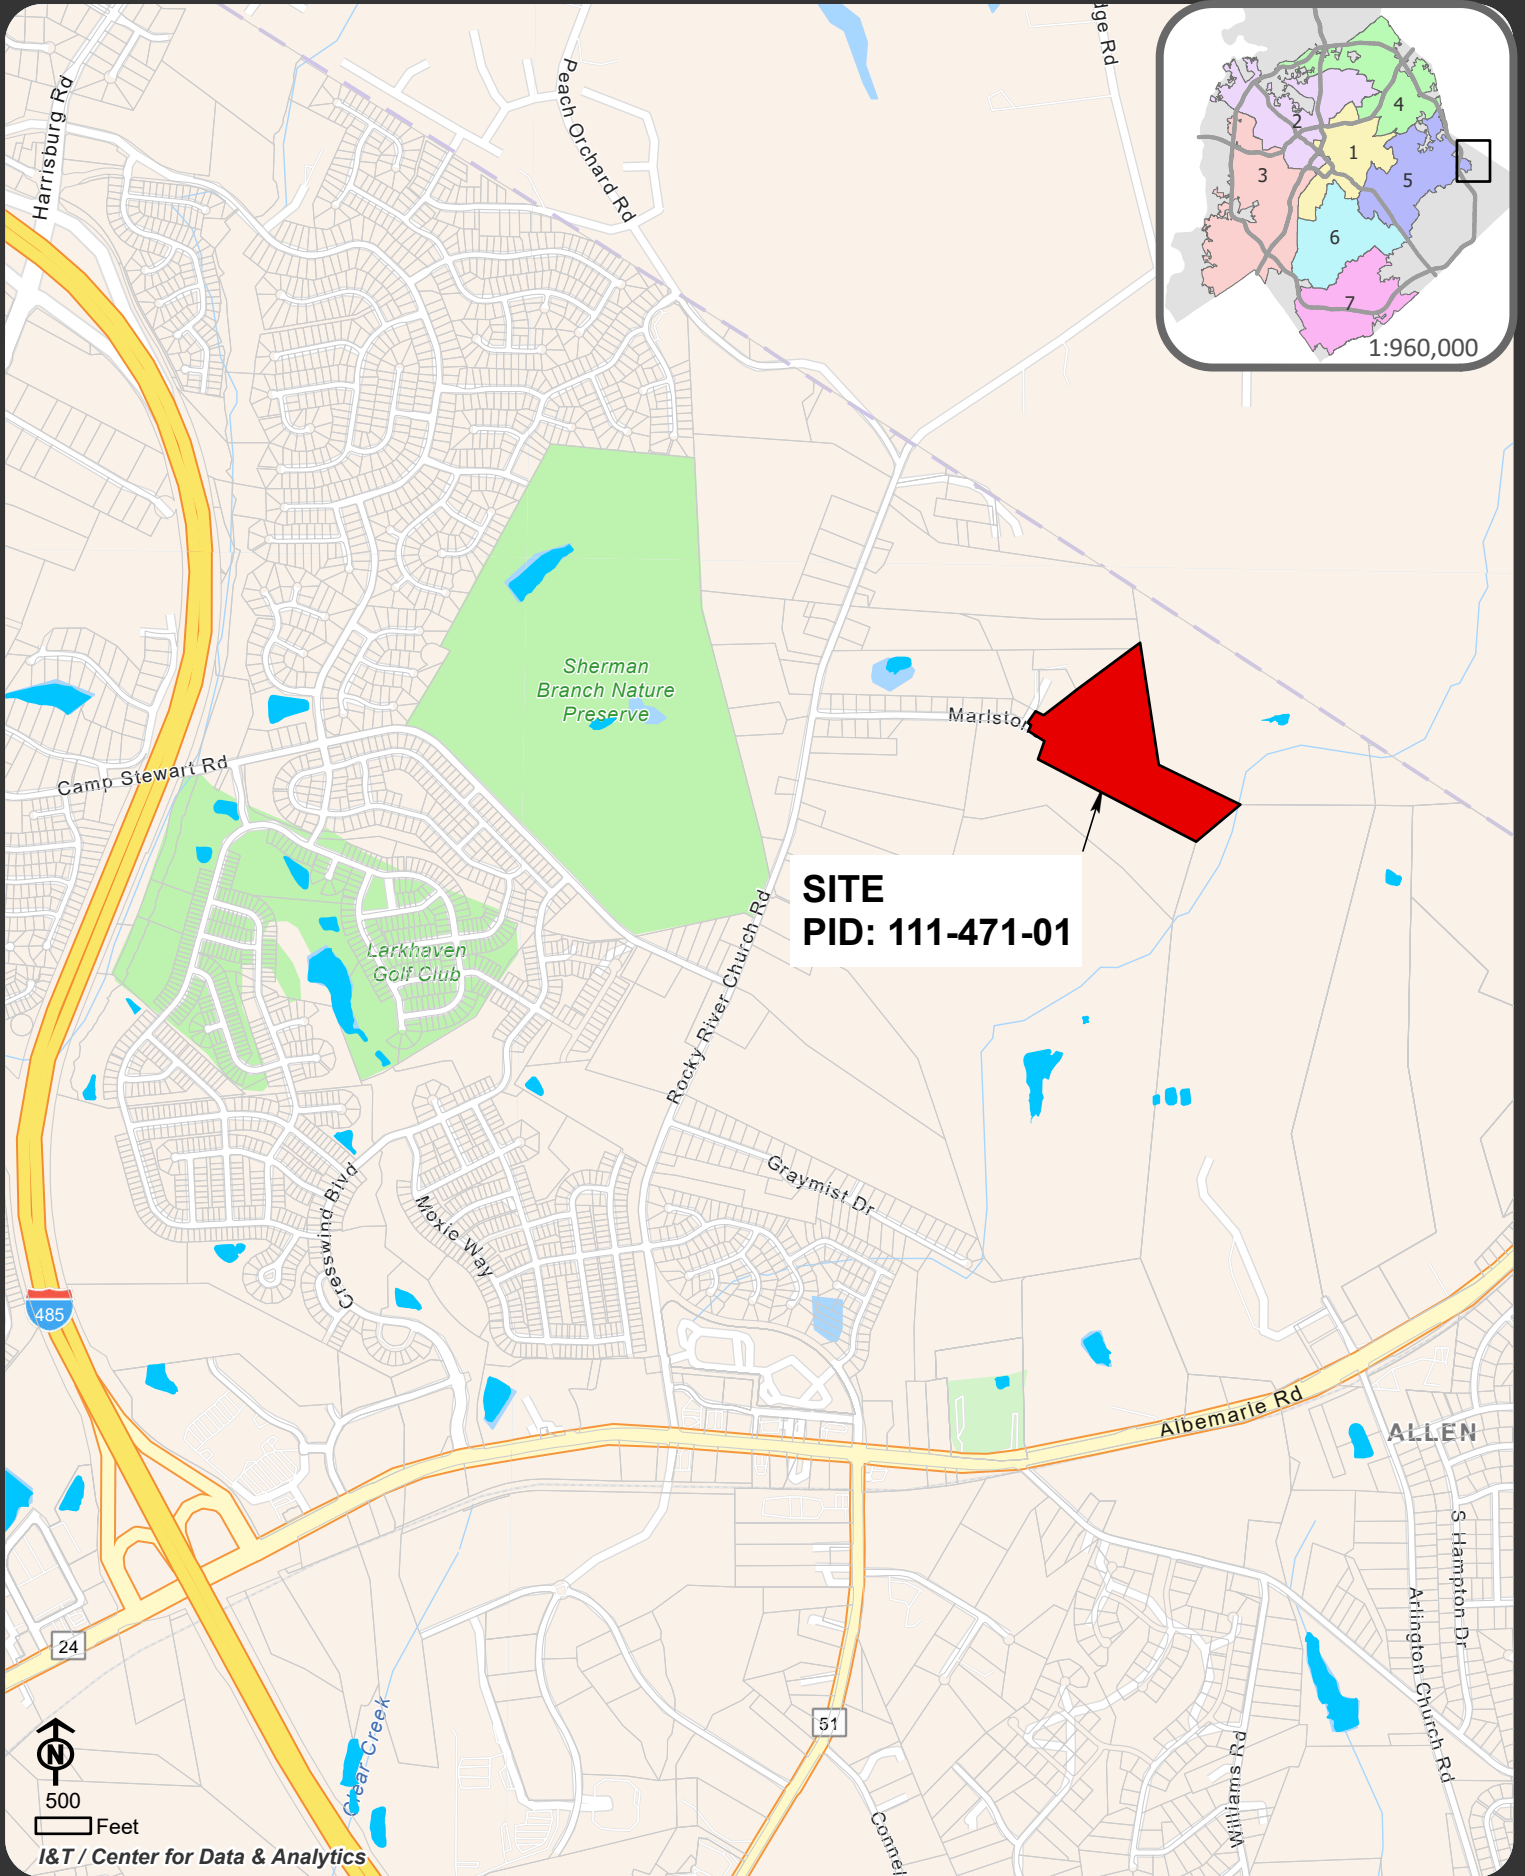 dge Rd
Harrisburg Rd
Peach Orchard Rd
4
2
1
3
5
6
7
1:960,000
Sherman
Branch Nature
Preserve
Marlston
Camp Stewart Rd
SITE
PID: 111-471-01
Larkhaven
Golf Club
Rocky River Church Rd
Graymist Dr
Cresswind Blvd
Moxie Way
485
Albemarle Rd
ALLEN
S Hampton Dr
Arlington Church Rd
24
51
Clear Creek
Williams Rd
Connel
N
500
Feet
I&T / Center for Data & Analytics